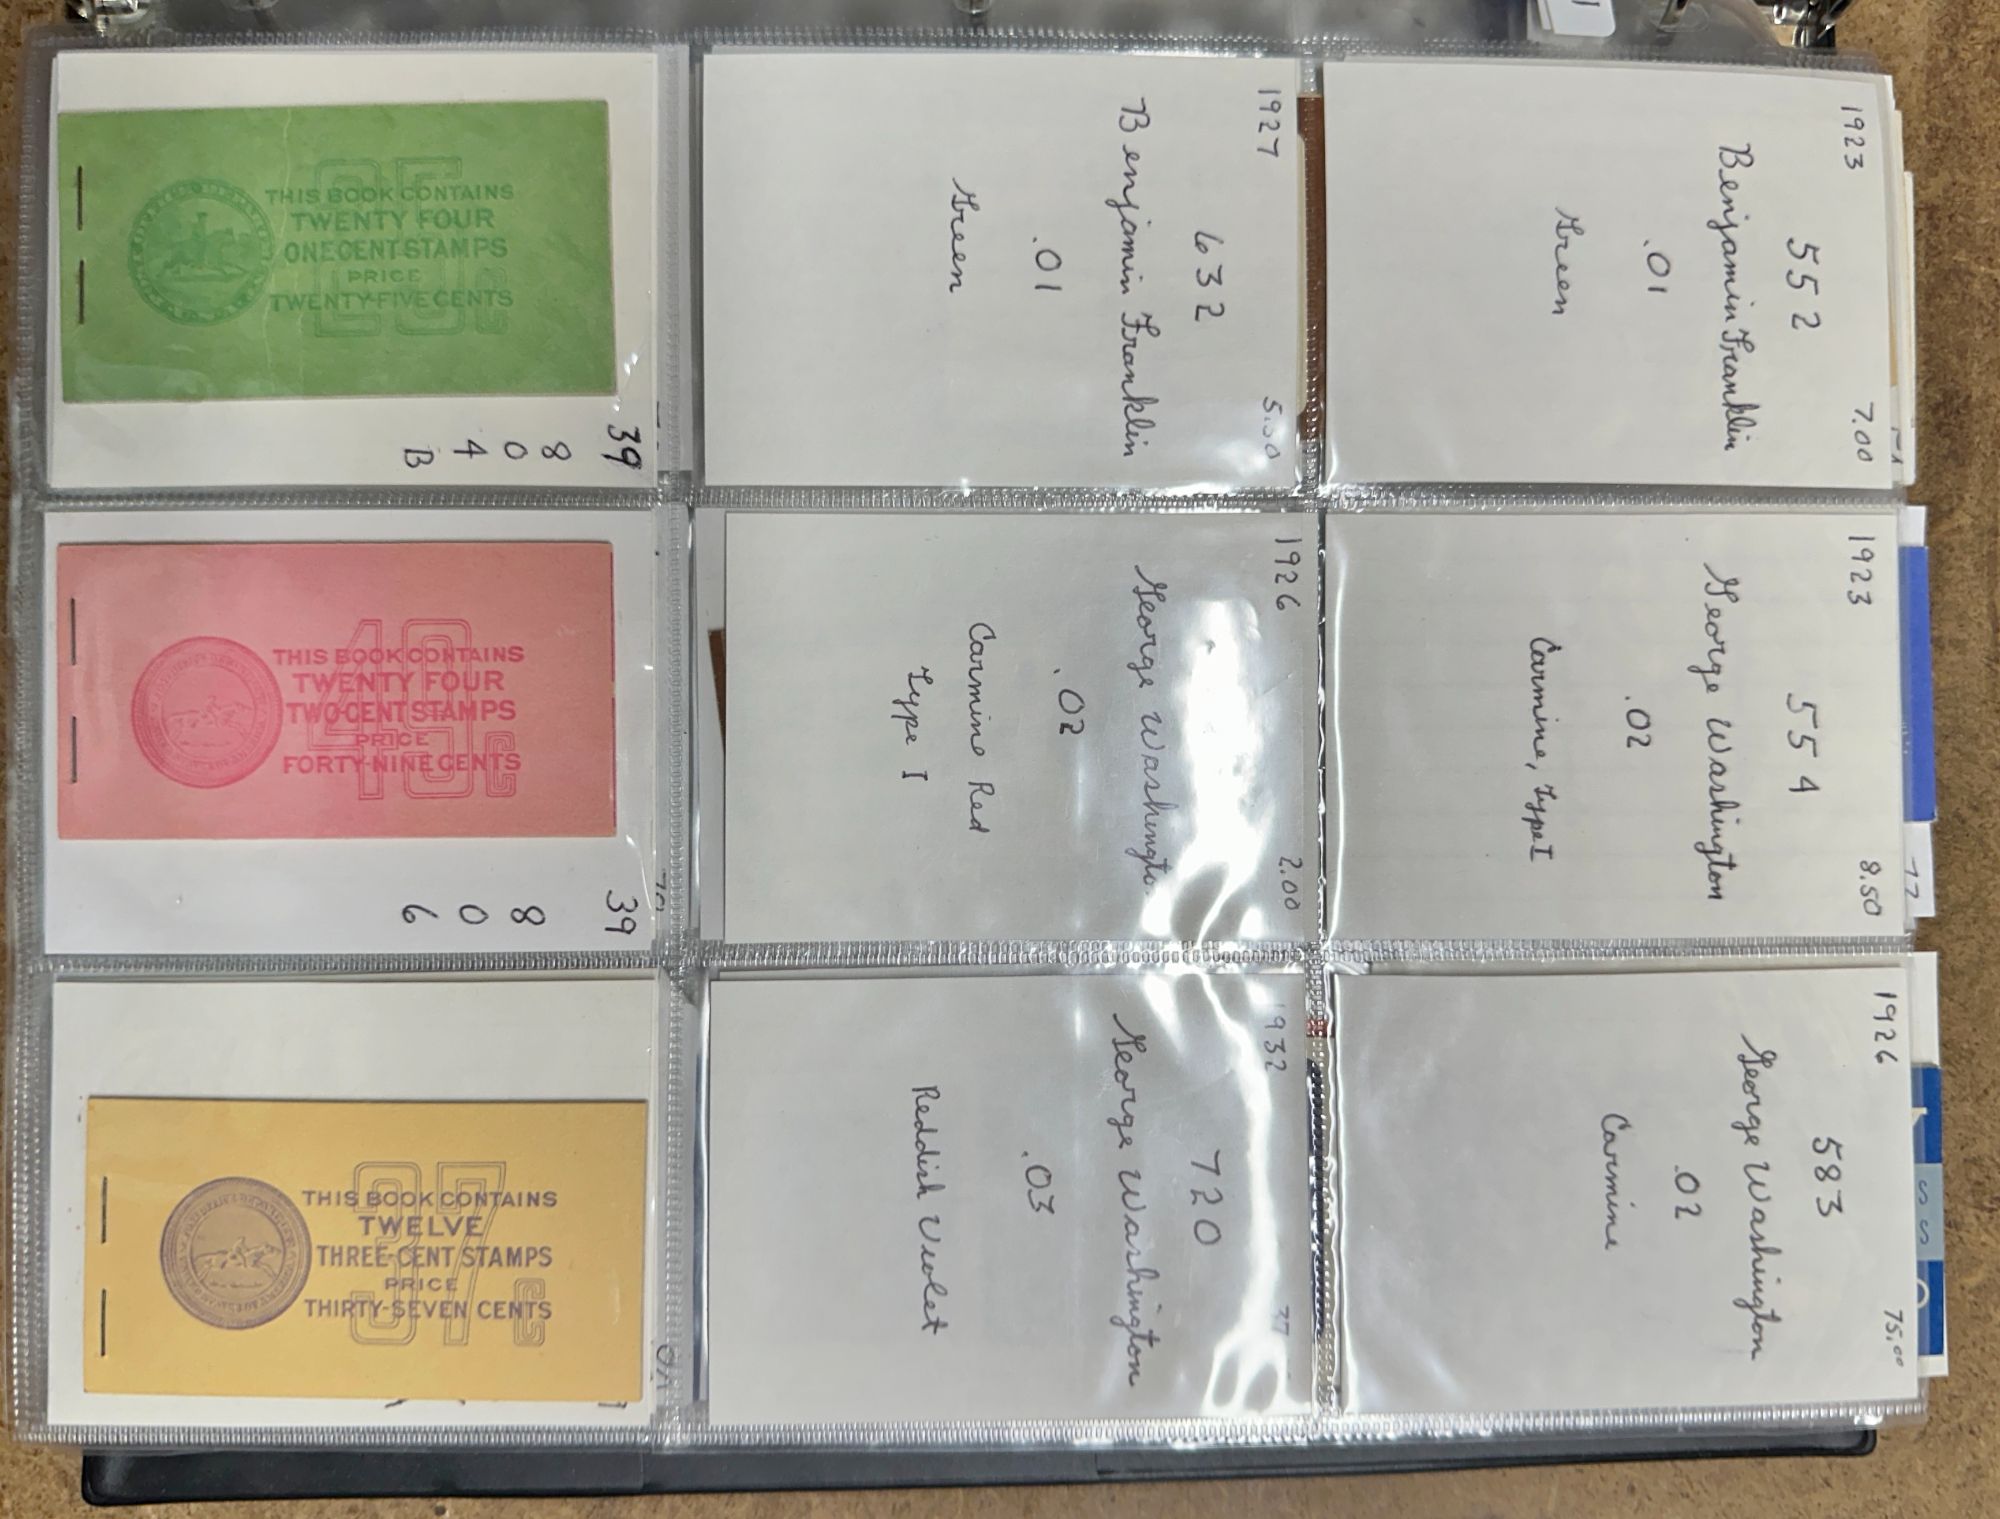 THIS BOOK CONTAINS
TWENTY FOUR
ONE CENT STAMPS
PRICE
TWENTY-FIVE CENTS
25c
39
8
0
4
B
1927
5.00
632
Benjamin Franklin
.01
Green
1923
7.00
552
Benjamin Franklin
.01
Green
THIS BOOK CONTAINS
TWENTY FOUR
TWO-CENT STAMPS
PRICE
FORTY-NINE CENTS
49c
39
8
0
6
1926
2.00
George Washington
.02
Carmine Red
Type I
1923
8.50
554
George Washington
.02
Carmine, Type I
THIS BOOK CONTAINS
TWELVE
THREE-CENT STAMPS
PRICE
THIRTY-SEVEN CENTS
37c
1932
37
720
George Washington
.03
Reddish Violet
1926
75.00
583
George Washington
.02
Carmine